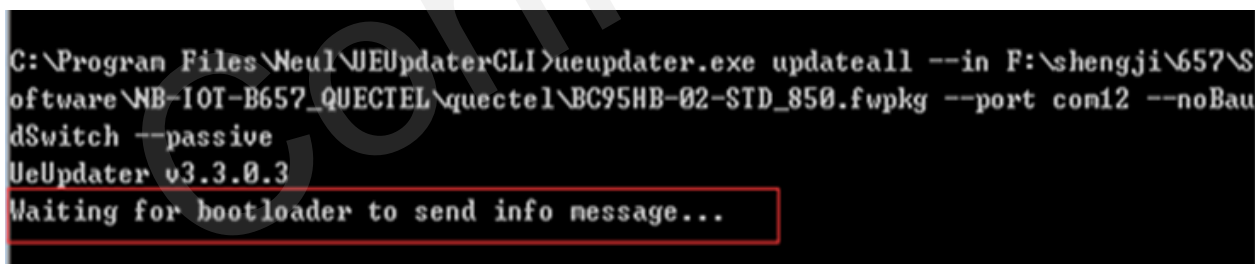 C:\Program Files\Neul\UEUpdaterCLI>ueupdater.exe updateall --in F:\shengji\657\S
oftware\NB-IOT-B657_QUECTEL\quectel\BC95HB-02-STD_850.fwpkg --port com12 --noBau
dSwitch --passive
UeUpdater v3.3.0.3
Waiting for bootloader to send info message...